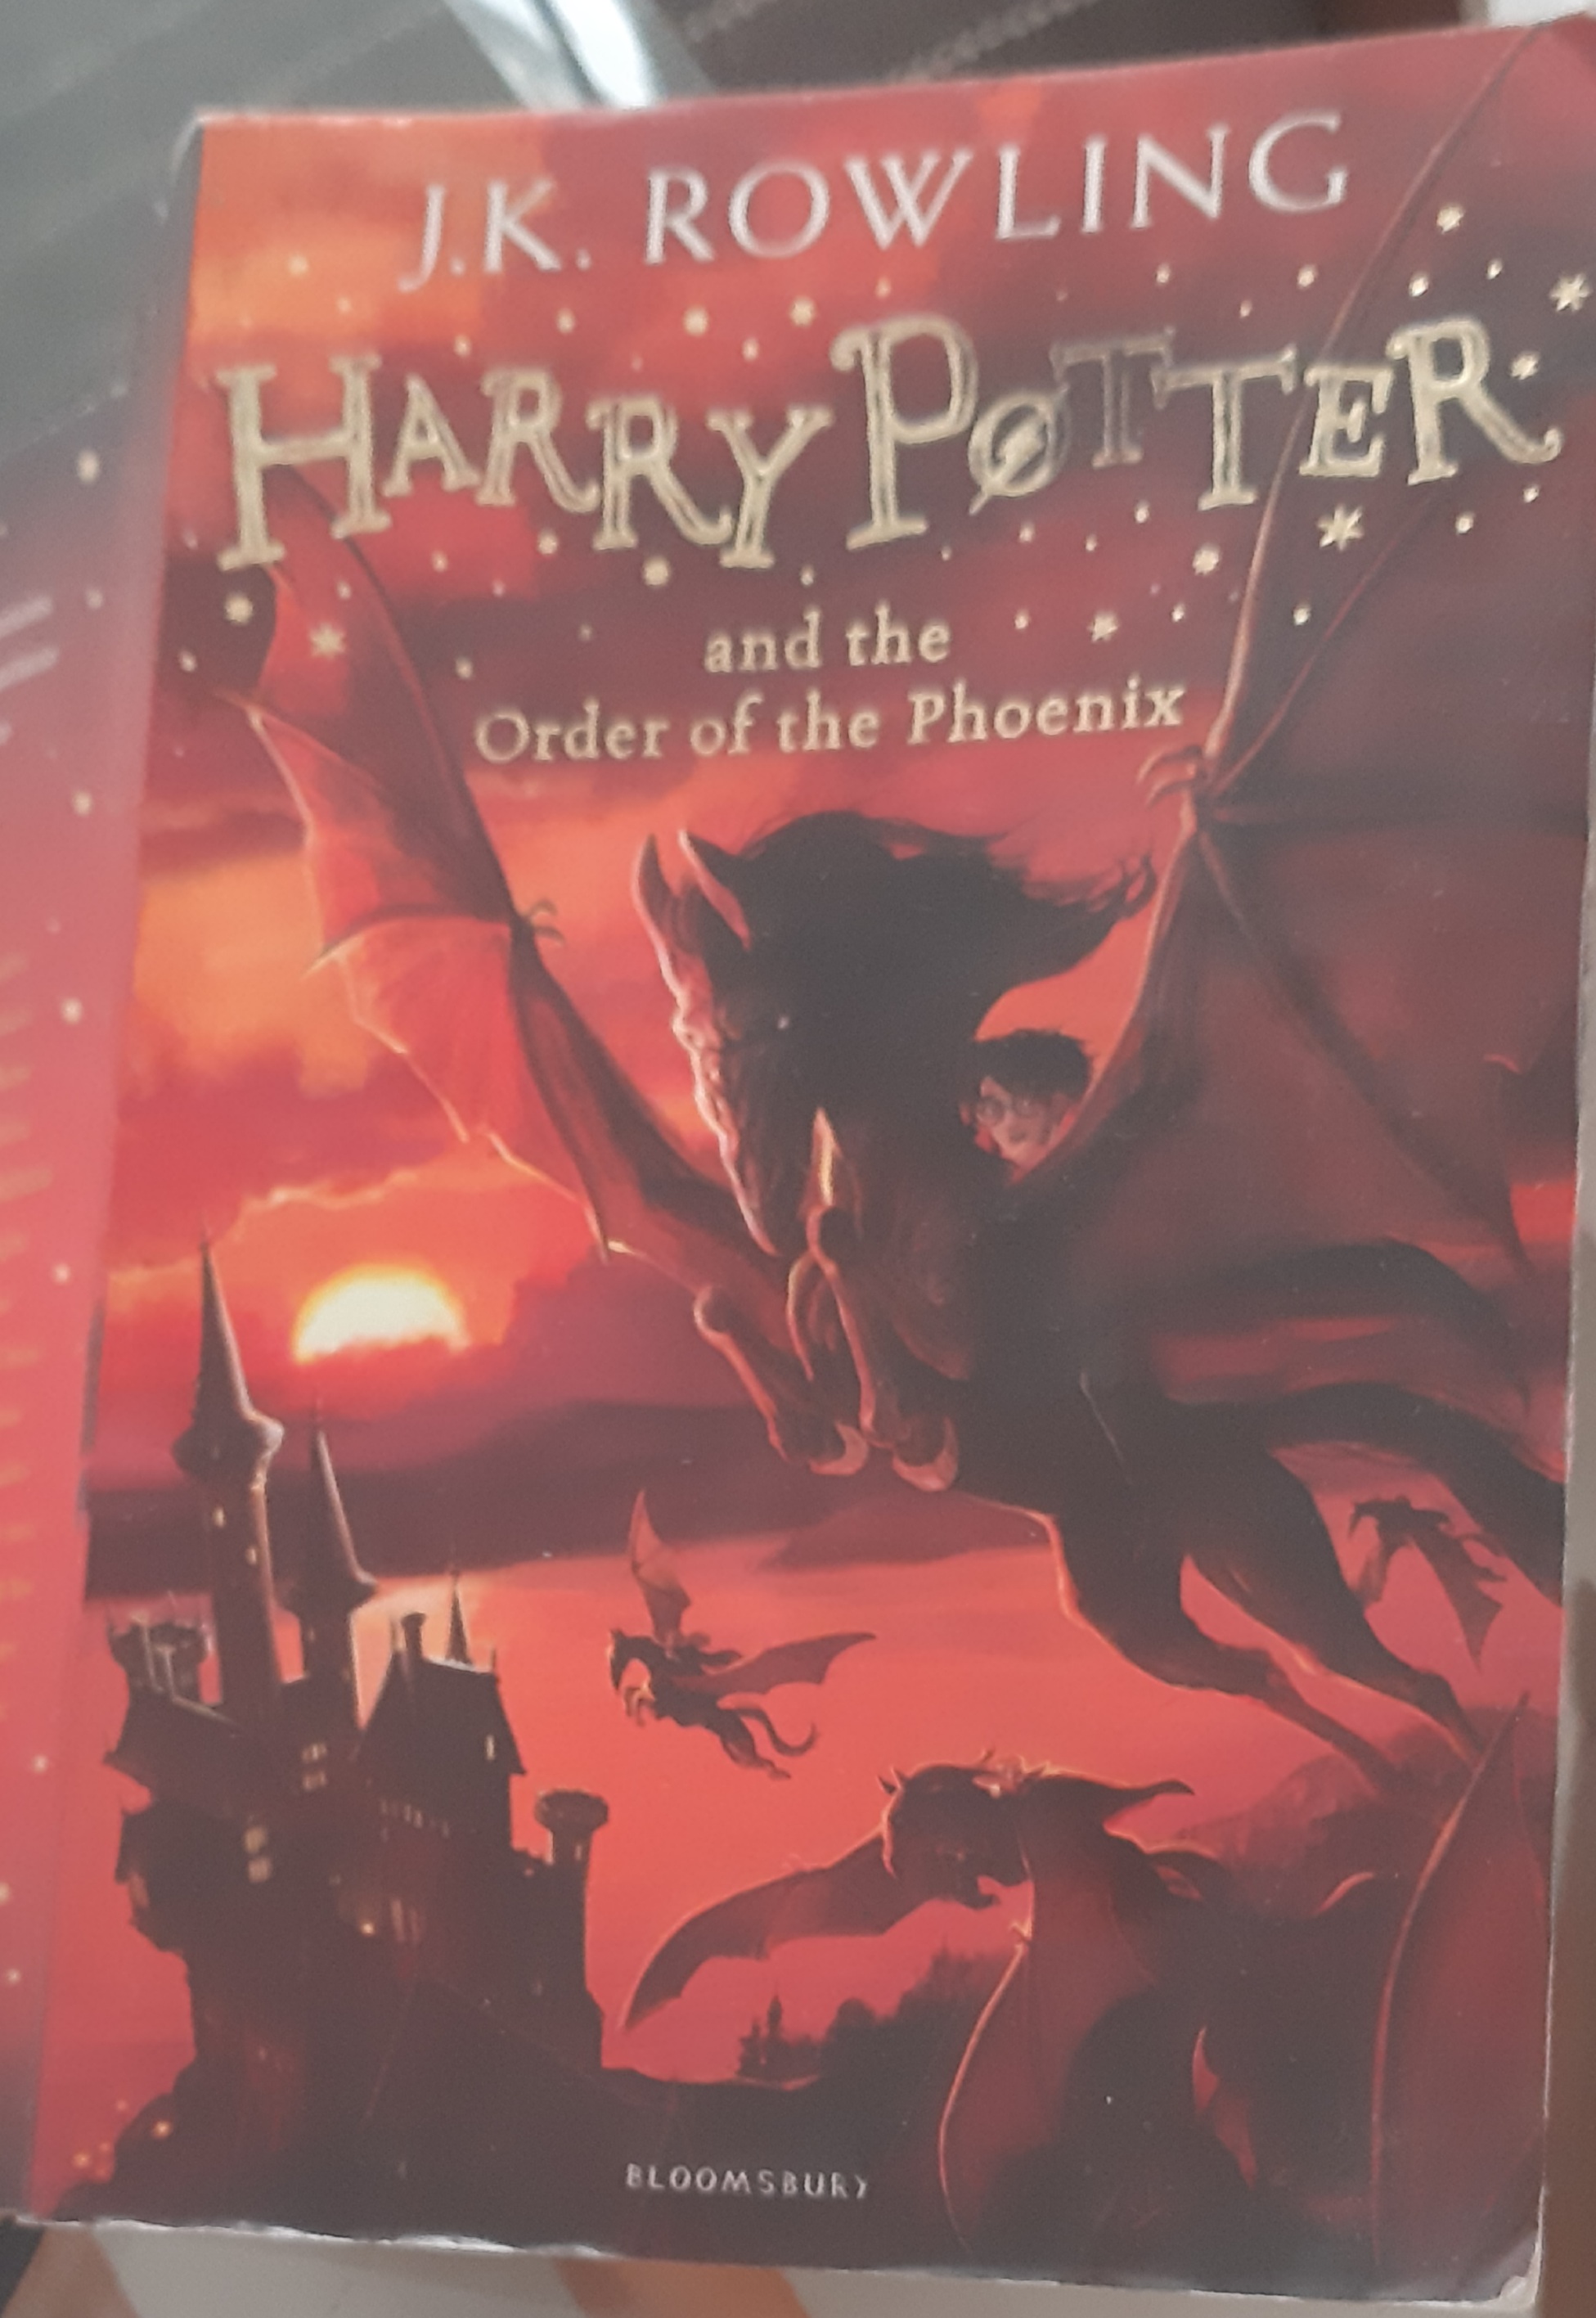 J.K. ROWLING
HARRY POTTER
and the
Order of the Phoenix
BLOOMSBURY